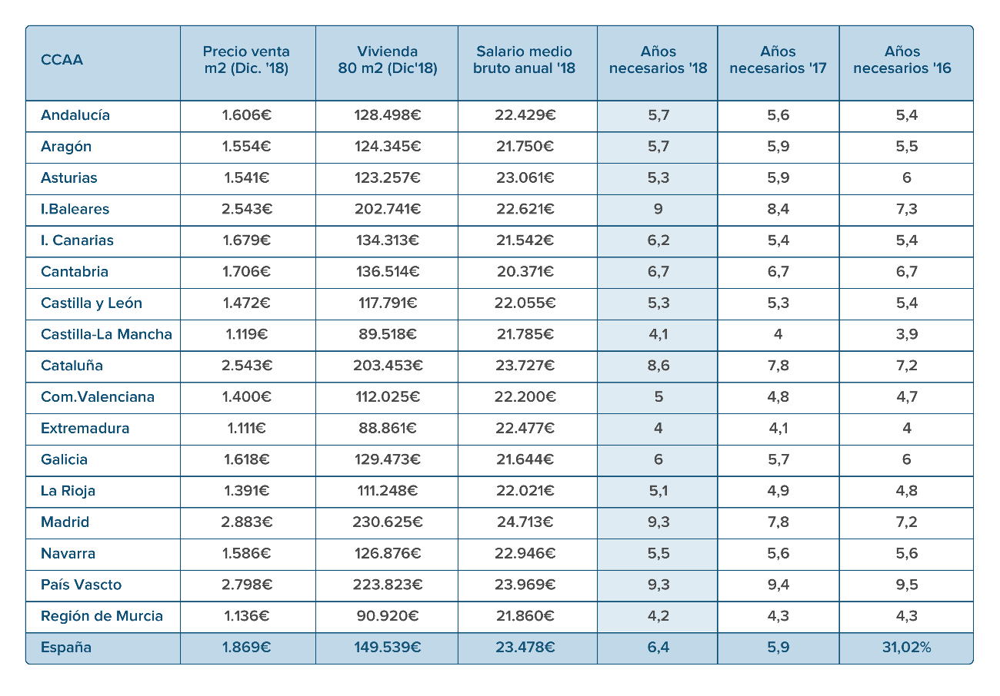 CCAA
Precio venta
m2 (Dic. '18)
Vivienda
80 m2 (Dic'18)
Salario medio
bruto anual '18
Años
necesarios '18
Años
necesarios '17
Años
necesarios '16
Andalucía 1.606€ 128.498€ 22.429€ 5,7 5,6 5,4
Aragón 1.554€ 124.345€ 21.750€ 5,7 5,9 5,5
Asturias 1.541€ 123.257€ 23.061€ 5,3 5,9 6
I.Baleares 2.543€ 202.741€ 22.621€ 9 8,4 7,3
I. Canarias 1.679€ 134.313€ 21.542€ 6,2 5,4 5,4
Cantabria 1.706€ 136.514€ 20.371€ 6,7 6,7 6,7
Castilla y León 1.472€ 117.791€ 22.055€ 5,3 5,3 5,4
Castilla-La Mancha 1.119€ 89.518€ 21.785€ 4,1 4 3,9
Cataluña 2.543€ 203.453€ 23.727€ 8,6 7,8 7,2
Com.Valenciana 1.400€ 112.025€ 22.200€ 5 4,8 4,7
Extremadura 1.111€ 88.861€ 22.477€ 4 4,1 4
Galicia 1.618€ 129.473€ 21.644€ 6 5,7 6
La Rioja 1.391€ 111.248€ 22.021€ 5,1 4,9 4,8
Madrid 2.883€ 230.625€ 24.713€ 9,3 7,8 7,2
Navarra 1.586€ 126.876€ 22.946€ 5,5 5,6 5,6
País Vascto 2.798€ 223.823€ 23.969€ 9,3 9,4 9,5
Región de Murcia 1.136€ 90.920€ 21.860€ 4,2 4,3 4,3
España 1.869€ 149.539€ 23.478€ 6,4 5,9 31,02%